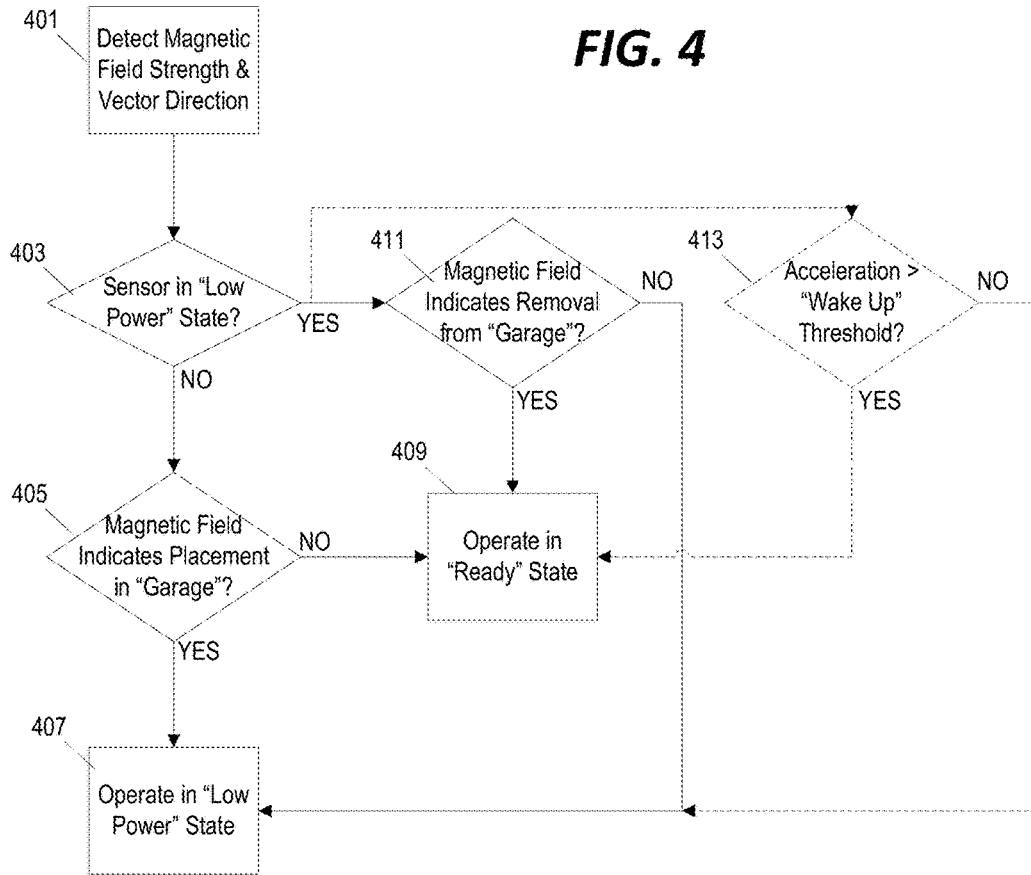 FIG. 4
401
Detect Magnetic
Field Strength &
Vector Direction
403
Sensor in “Low
Power” State?
YES
NO
411
Magnetic Field
Indicates Removal
from “Garage”?
NO
YES
413
Acceleration >
“Wake Up”
Threshold?
NO
YES
405
Magnetic Field
Indicates Placement
in “Garage”?
NO
YES
409
Operate in
“Ready” State
407
Operate in “Low
Power” State